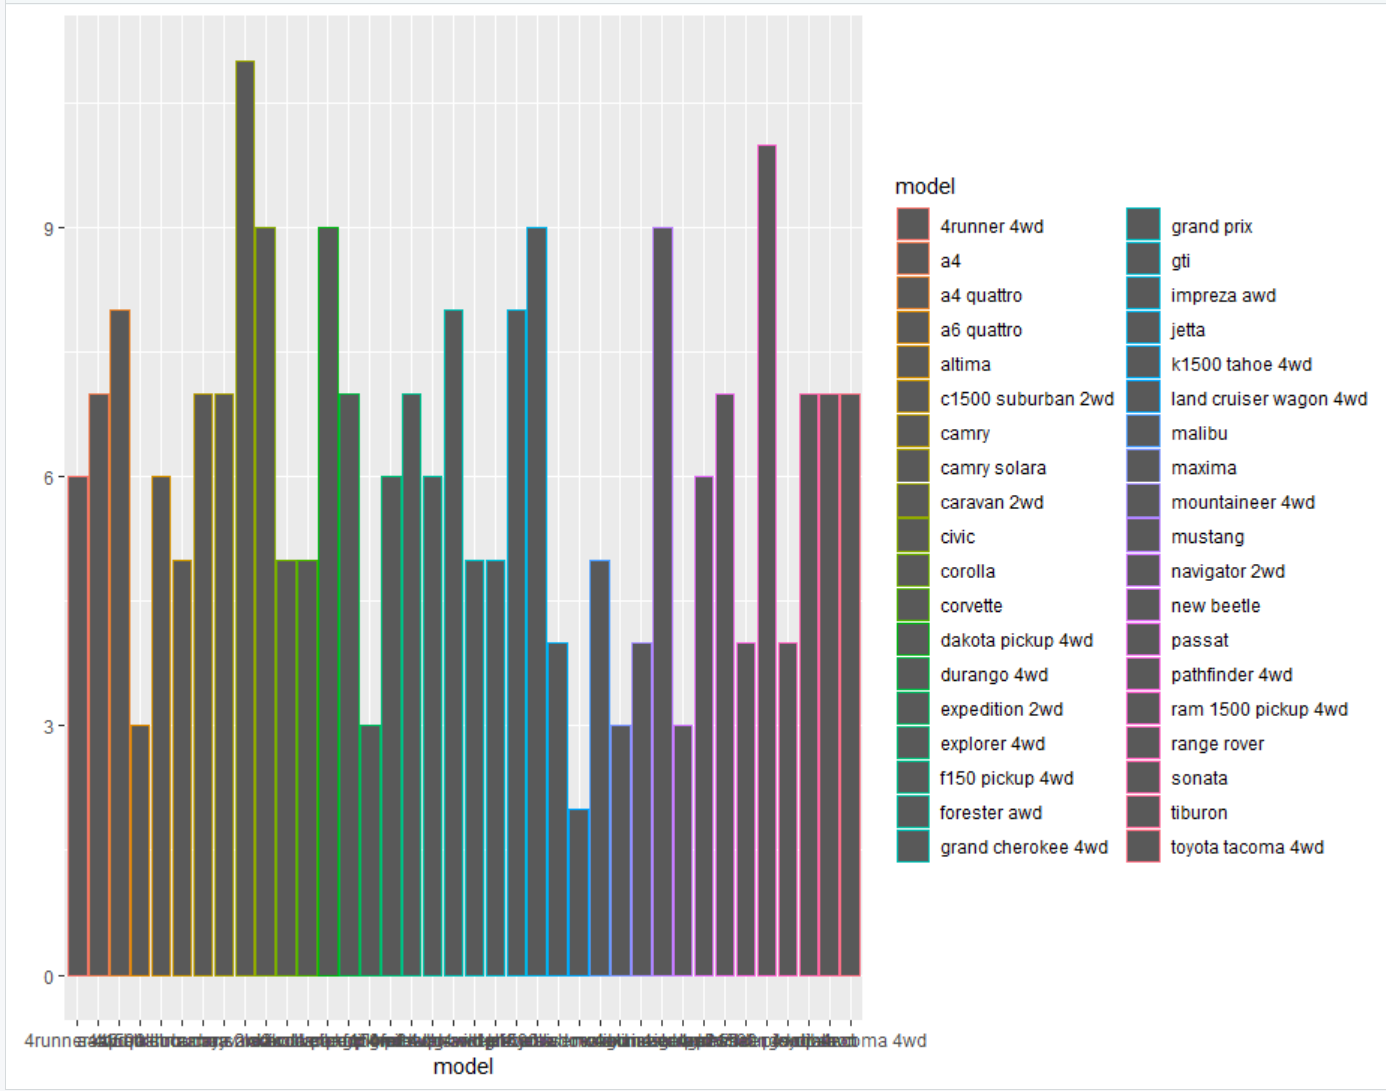 9
6
3
0
model
model
4runner 4wd
a4
a4 quattro
a6 quattro
altima
c1500 suburban 2wd
camry
camry solara
caravan 2wd
civic
corolla
corvette
dakota pickup 4wd
durango 4wd
expedition 2wd
explorer 4wd
f150 pickup 4wd
forester awd
grand cherokee 4wd
grand prix
gti
impreza awd
jetta
k1500 tahoe 4wd
land cruiser wagon 4wd
malibu
maxima
mountaineer 4wd
mustang
navigator 2wd
new beetle
passat
pathfinder 4wd
ram 1500 pickup 4wd
range rover
sonata
tiburon
toyota tacoma 4wd